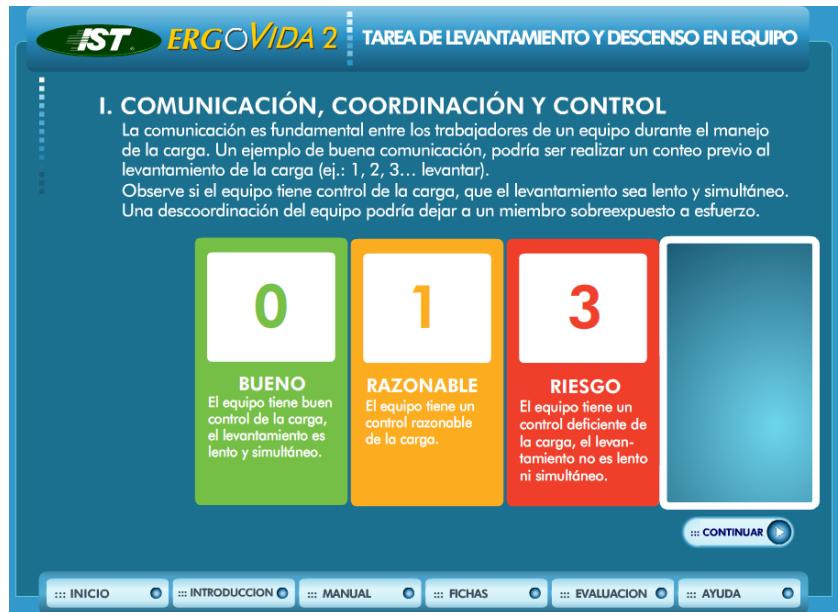 IST. ERGOVIDA 2 TAREA DE LEVANTAMIENTO Y DESCENSO EN EQUIPO
I. COMUNICACIÓN, COORDINACIÓN Y CONTROL
La comunicación es fundamental entre los trabajadores de un equipo durante el manejo
de la carga. Un ejemplo de buena comunicación, podría ser realizar un conteo previo al
levantamiento de la carga (ej.: 1, 2, 3... levantar).
Observe si el equipo tiene control de la carga, que el levantamiento sea lento y simultáneo.
Una descoordinación del equipo podría dejar a un miembro sobreexpuesto a esfuerzo.
0
BUENO
El equipo tiene buen
control de la carga,
el levantamiento es
lento y simultáneo.
1
RAZONABLE
El equipo tiene un
control razonable
de la carga.
3
RIESGO
El equipo tiene un
control deficiente de
la carga, el levan-
tamiento no es lento
ni simultáneo.
::: CONTINUAR
::: INICIO ::: INTRODUCCION ::: MANUAL ::: FICHAS ::: EVALUACION ::: AYUDA